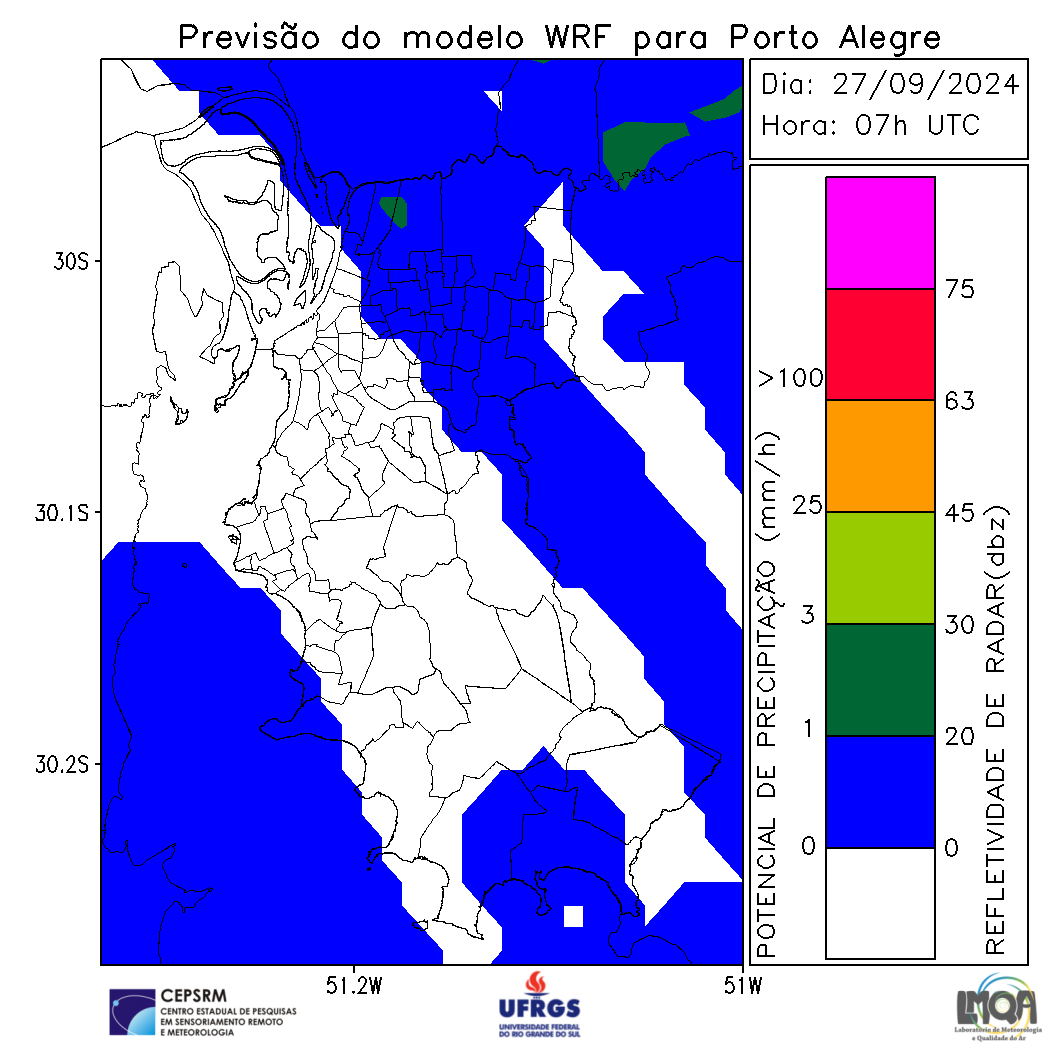 Previsão do modelo WRF para Porto Alegre
Dia: 27/09/2024
Hora: 07h UTC
30S
30.1S
30.2S
51.2W
51W
POTENCIAL DE PRECIPITAÇÃO (mm/h)
>100
25
3
1
0
75
63
45
30
20
0
REFLETIVIDADE DE RADAR(dbz)
CEPSRM
CENTRO ESTADUAL DE PESQUISAS
EM SENSORIAMENTO REMOTO
E METEOROLOGIA
UFRGS
UNIVERSIDADE FEDERAL
DO RIO GRANDE DO SUL
LMQA
Laboratório de Meteorologia
e Qualidade do Ar